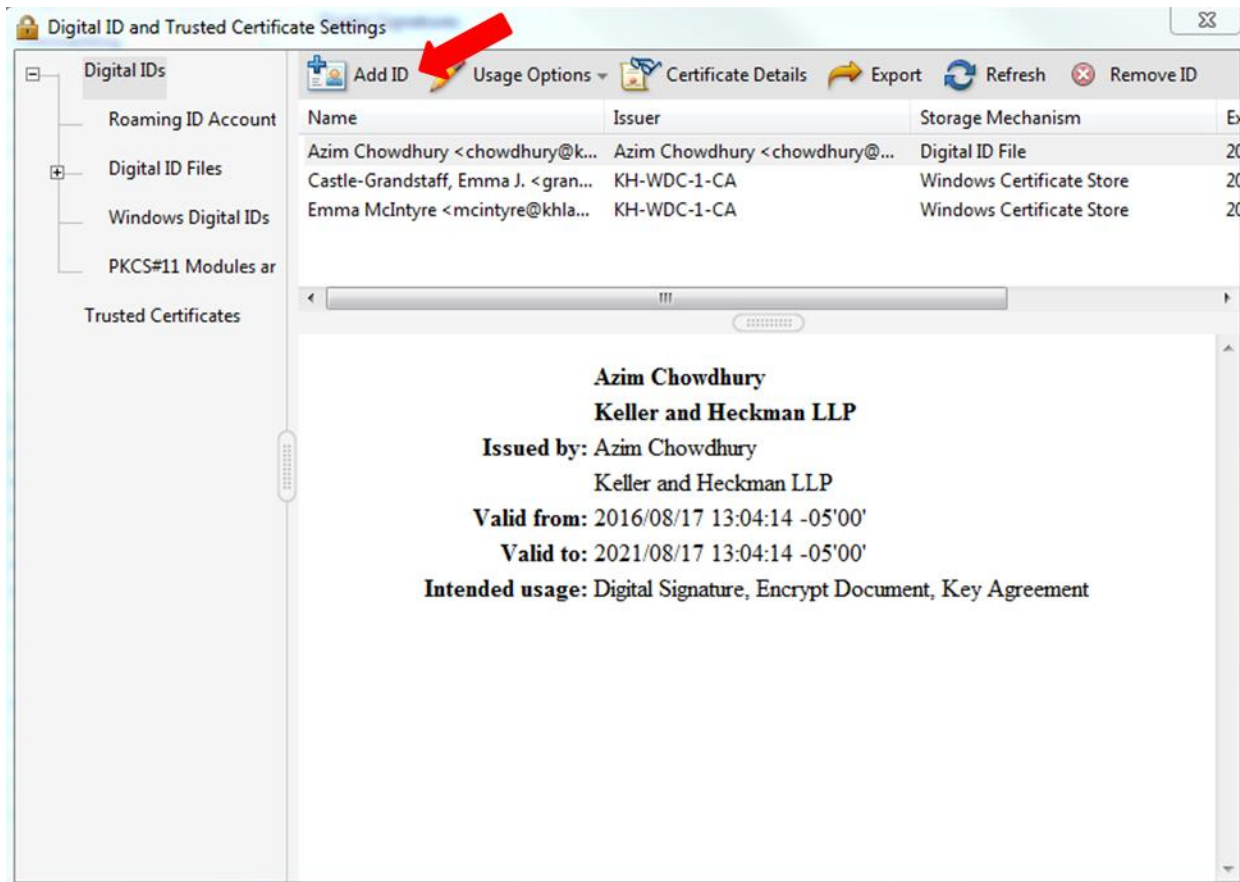 Digital ID and Trusted Certificate Settings
Digital IDs
Roaming ID Account
Digital ID Files
Windows Digital IDs
PKCS#11 Modules ar
Trusted Certificates
Add ID Usage Options Certificate Details Export Refresh Remove ID
Name Issuer Storage Mechanism Ex
Azim Chowdhury <chowdhury@k... Azim Chowdhury <chowdhury@... Digital ID File 20
Castle-Grandstaff, Emma J. <gran... KH-WDC-1-CA Windows Certificate Store 20
Emma McIntyre <mcintyre@khla... KH-WDC-1-CA Windows Certificate Store 20
Azim Chowdhury
Keller and Heckman LLP
Issued by: Azim Chowdhury
Keller and Heckman LLP
Valid from: 2016/08/17 13:04:14 -05'00'
Valid to: 2021/08/17 13:04:14 -05'00'
Intended usage: Digital Signature, Encrypt Document, Key Agreement